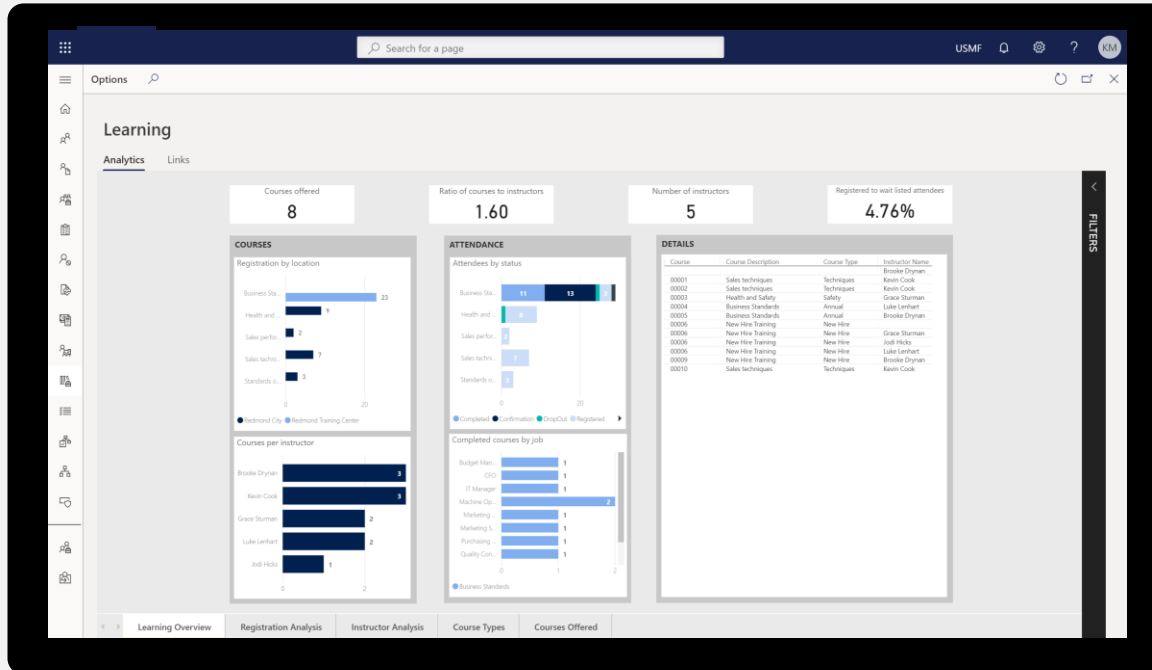 Search for a page
USMF
?
KM
Options
Learning
Analytics Links
Courses offered
8
Ratio of courses to instructors
1.60
Number of instructors
5
Registered to wait listed attendees
4.76%
FILTERS
COURSES
Registration by location
Business Sta... 23
Health and ... 9
Sales perfor... 2
Sales techni... 7
Standards o... 3
0 20
Redmond City Redmond Training Center
Courses per instructor
Brooke Drynan 3
Kevin Cook 3
Grace Sturman 2
Luke Lenhart 2
Jodi Hicks 1
0 2
ATTENDANCE
Attendees by status
Business Sta... 11 13
Health and ... 8
Sales perfor... 2
Sales techni... 7
Standards o... 3
0 20
Completed Confirmation DropOut Registered
Completed courses by job
Budget Man... 1
CFO 1
IT Manager 1
Machine Op... 2
Marketing ... 1
Marketing S... 1
Purchasing ... 1
Quality Con... 1
0 1 2
Business Standards
DETAILS
Course Course Description Course Type Instructor Name
Brooke Drynan
00001 Sales techniques Techniques Kevin Cook
00002 Sales techniques Techniques Kevin Cook
00003 Health and Safety Safety Grace Sturman
00004 Business Standards Annual Luke Lenhart
00005 Business Standards Annual Brooke Drynan
00006 New Hire Training New Hire
00006 New Hire Training New Hire Grace Sturman
00006 New Hire Training New Hire Jodi Hicks
00006 New Hire Training New Hire Luke Lenhart
00009 New Hire Training New Hire Brooke Drynan
00010 Sales techniques Techniques Kevin Cook
Learning Overview Registration Analysis Instructor Analysis Course Types Courses Offered